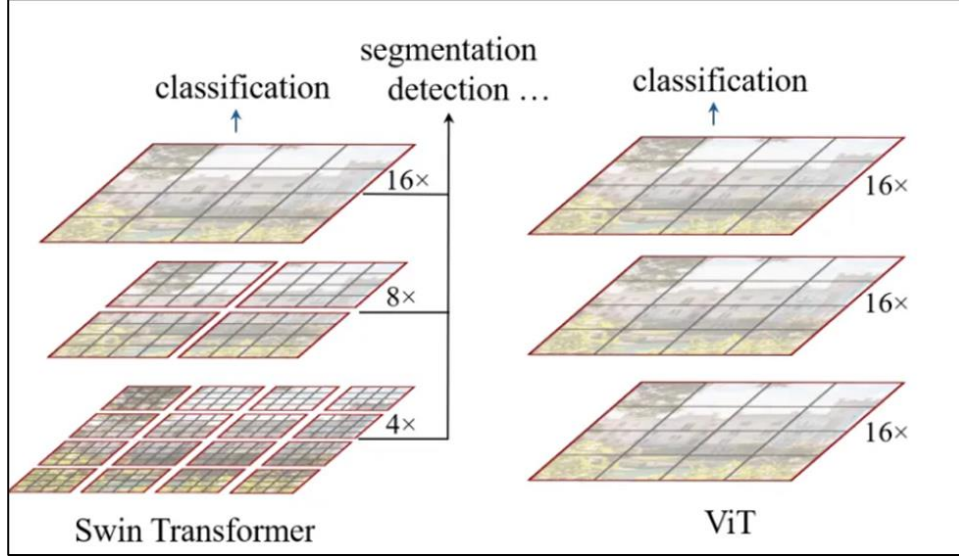 segmentation
detection ...
classification
16×
8×
4×
Swin Transformer
classification
16×
16×
16×
ViT